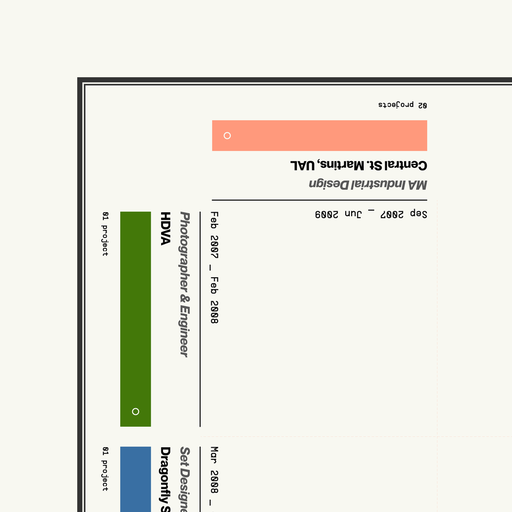 02 projects
Central St. Martins, UAL
MA Industrial Design
Sep 2007 – Jun 2009
Feb 2007 – Feb 2008
Photographer & Engineer
HDVA
01 project
Mar 2008 –
Set Designe
Dragonfly S
01 project